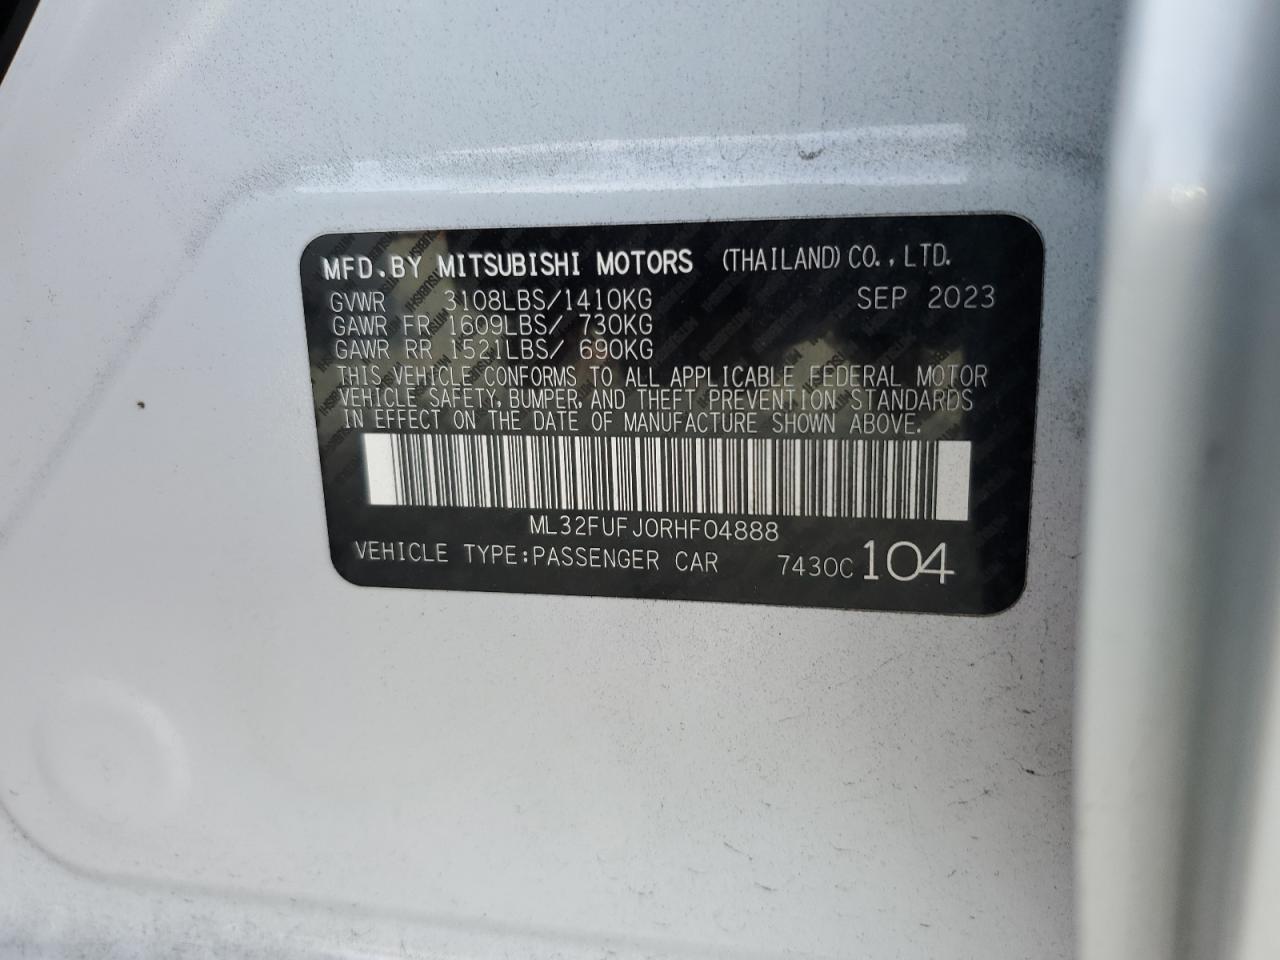 MFD.BY MITSUBISHI MOTORS (THAILAND) CO., LTD.
GVWR 3108LBS/1410KG SEP 2023
GAWR FR 1609LBS/ 730KG
GAWR RR 1521LBS/ 690KG
THIS VEHICLE CONFORMS TO ALL APPLICABLE FEDERAL MOTOR
VEHICLE SAFETY, BUMPER, AND THEFT PREVENTION STANDARDS
IN EFFECT ON THE DATE OF MANUFACTURE SHOWN ABOVE.
ML32FUFJ0RHF04888
VEHICLE TYPE:PASSENGER CAR 7430C 104